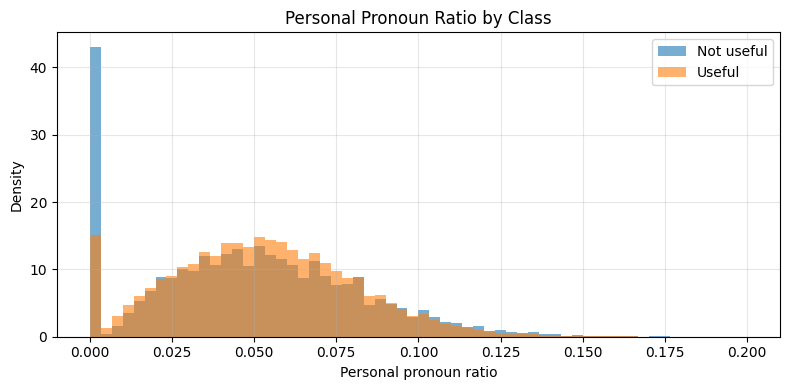 Personal Pronoun Ratio by Class
Not useful
Useful
Density
40
30
20
10
0
0.000 0.025 0.050 0.075 0.100 0.125 0.150 0.175 0.200
Personal pronoun ratio